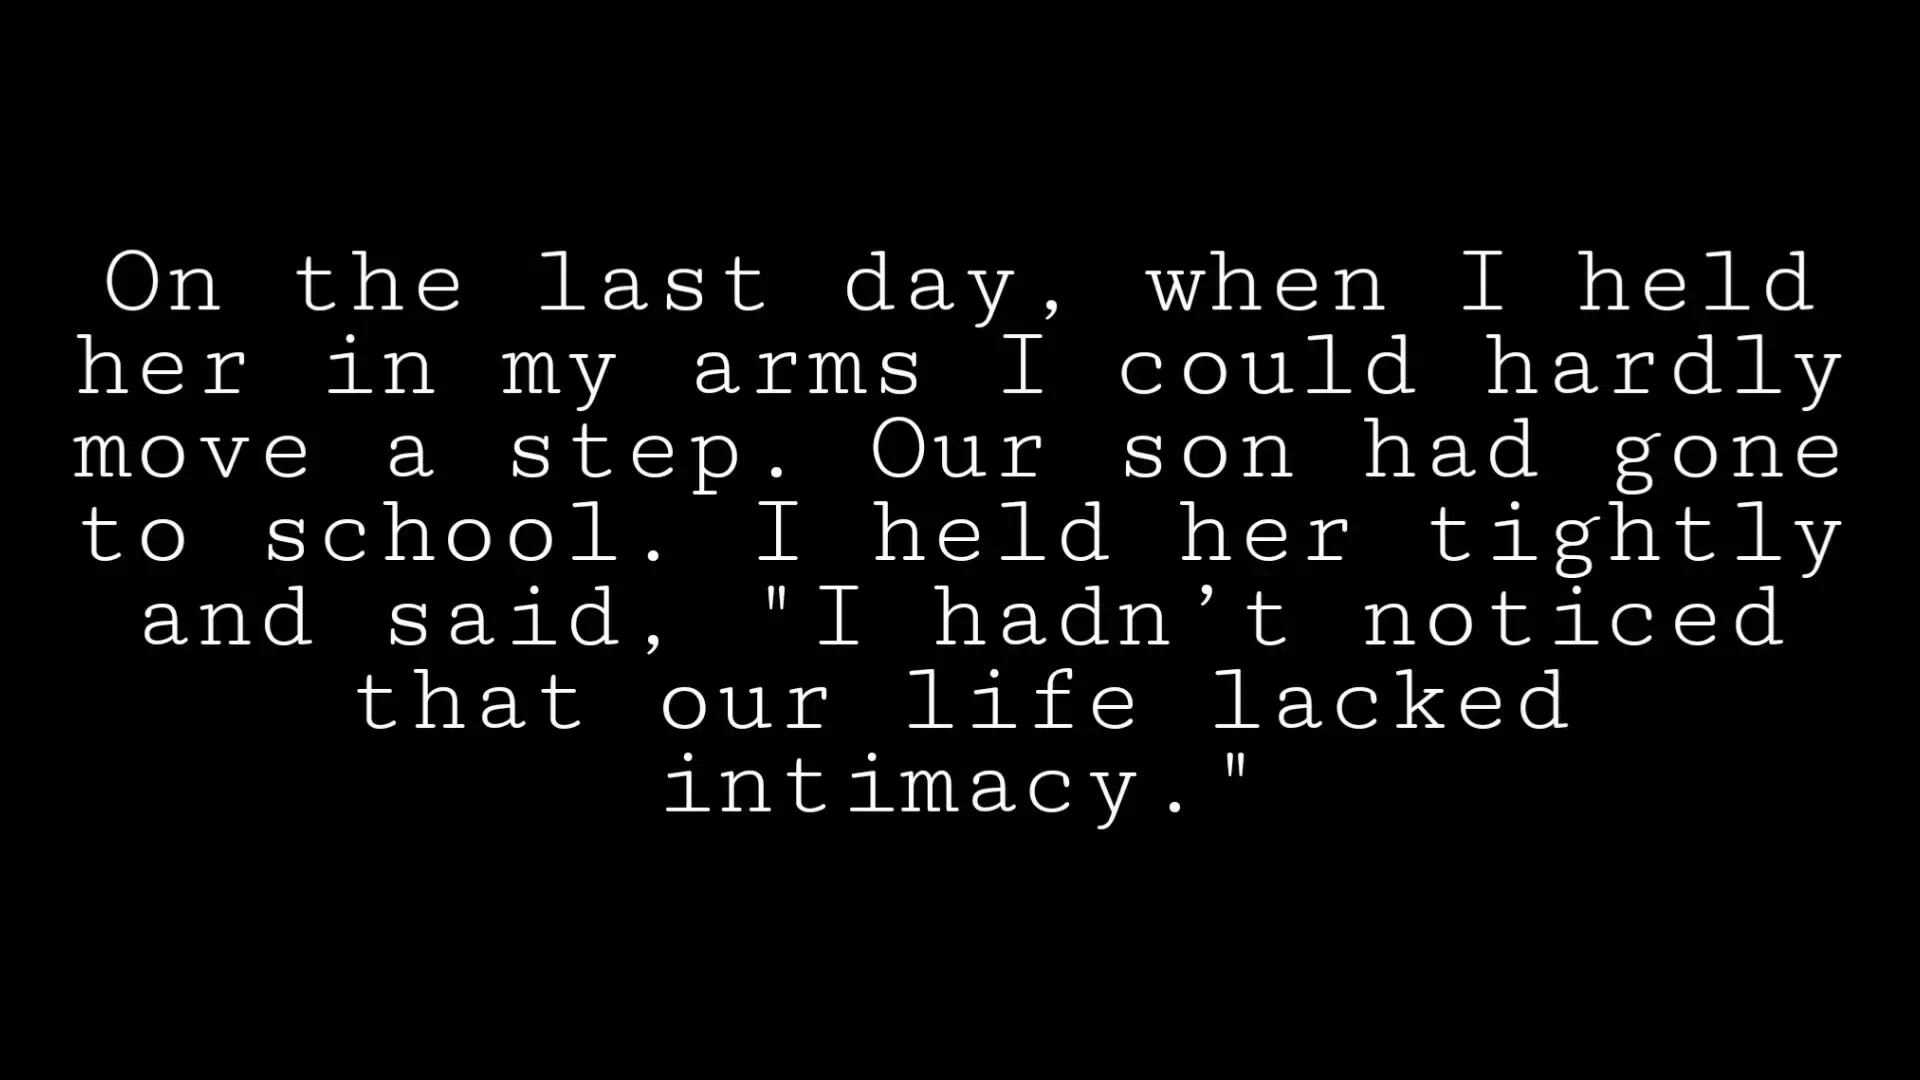 On the last day, when I held
her in my arms I could hardly
move a step. Our son had gone
to school. I held her tightly
and said, "I hadn’t noticed
that our life lacked
intimacy."